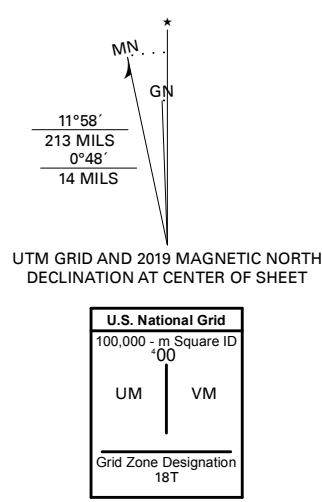 ★
MN
GN
11°58´
213 MILS
0°48´
14 MILS
UTM GRID AND 2019 MAGNETIC NORTH
DECLINATION AT CENTER OF SHEET
U.S. National Grid
100,000 - m Square ID
⁴00
UM VM
Grid Zone Designation
18T